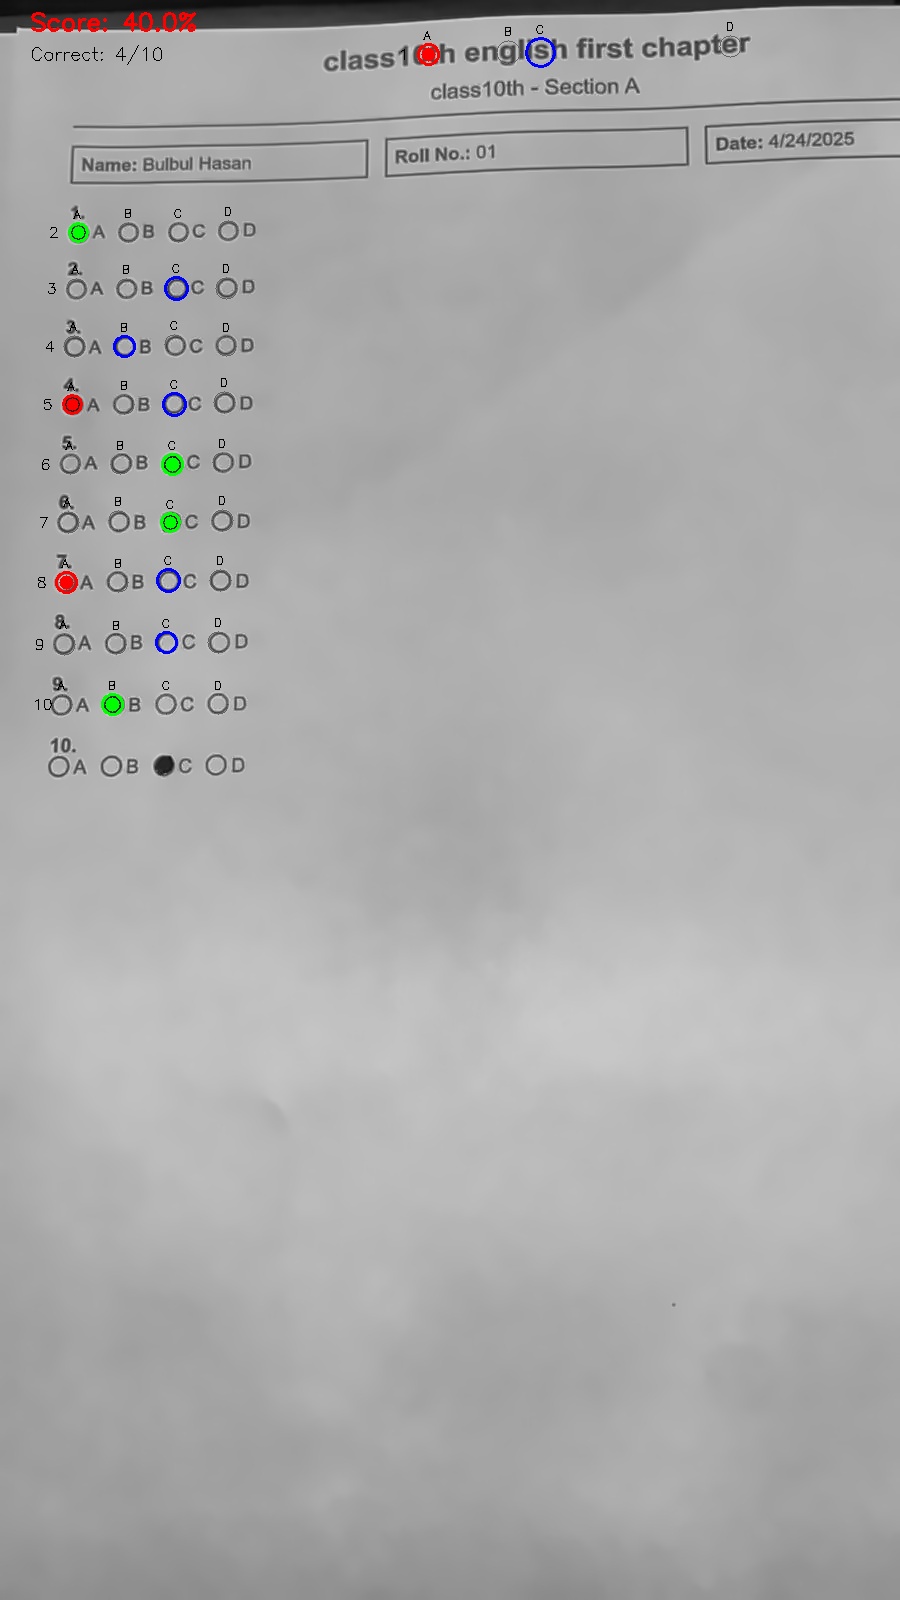 Score: 40.0%
Correct: 4/10
A B C D
class10th english first chapter
class10th - Section A
Name: Bulbul Hasan
Roll No.: 01
Date: 4/24/2025
1.
A B C D
2 A B C D
2.
A B C D
3 A B C D
3.
A B C D
4 A B C D
4.
A B C D
5 A B C D
5.
A B C D
6 A B C D
6.
A B C D
7 A B C D
7.
A B C D
8 A B C D
8.
A B C D
9 A B C D
9.
A B C D
10 A B C D
10.
A B C D